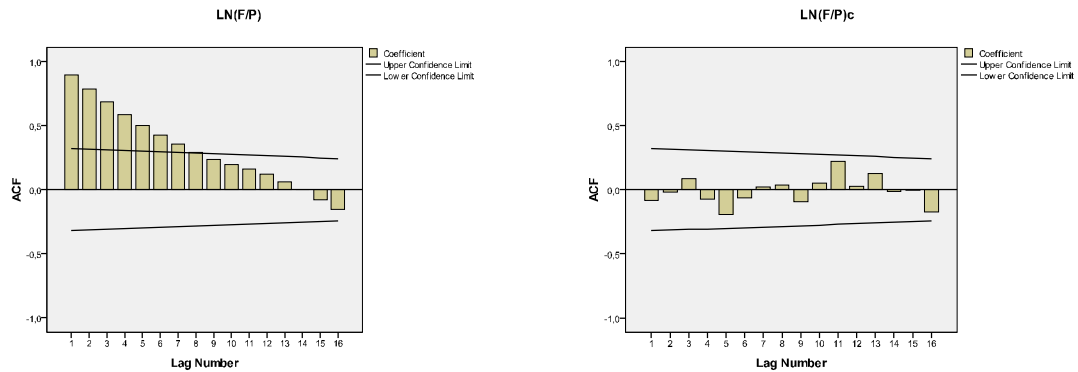 LN(F/P)
Coefficient
Upper Confidence Limit
Lower Confidence Limit
1,0
0,5
0,0
-0,5
-1,0
ACF
1 2 3 4 5 6 7 8 9 10 11 12 13 14 15 16
Lag Number
LN(F/P)c
Coefficient
Upper Confidence Limit
Lower Confidence Limit
1,0
0,5
0,0
-0,5
-1,0
ACF
1 2 3 4 5 6 7 8 9 10 11 12 13 14 15 16
Lag Number